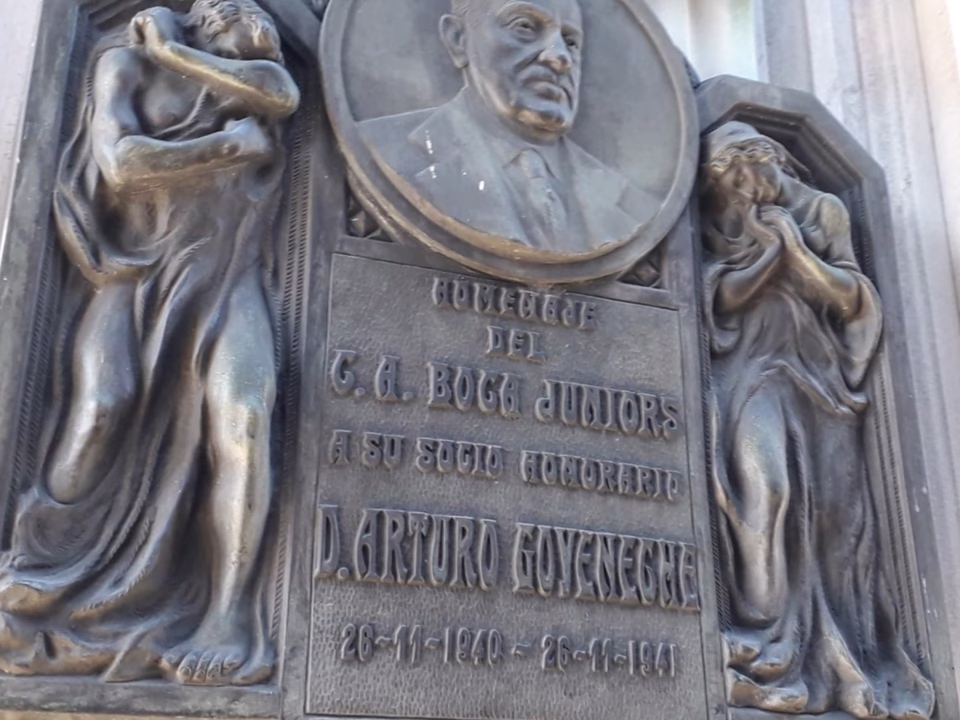 HOMENAJE
DEL
C. A. BOCA JUNIORS
A SU SOCIO HONORARIO
D. ARTURO GOYENECHE
26-11-1940 - 26-11-1941